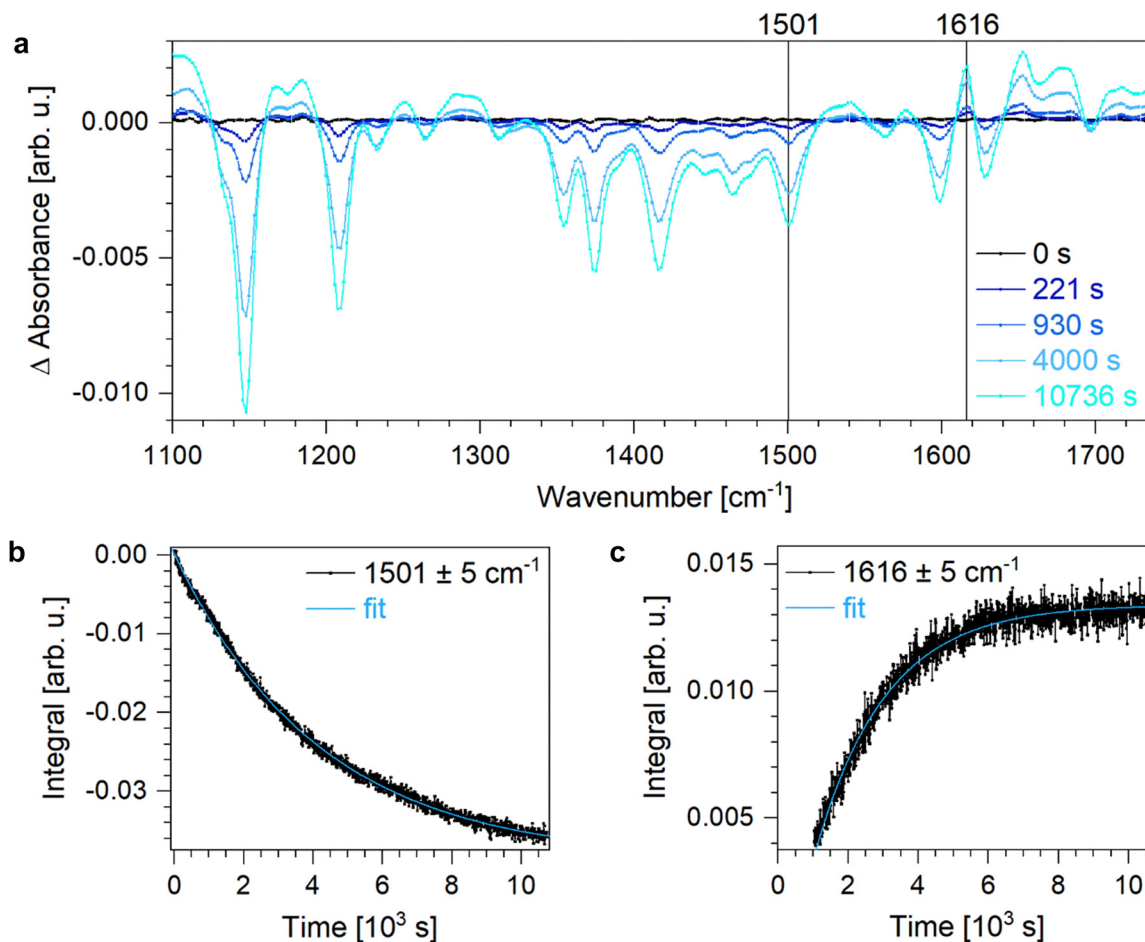 1501 1616
a
0.000
-0.005
-0.010
Δ Absorbance [arb. u.]
0 s
221 s
930 s
4000 s
10736 s
1100 1200 1300 1400 1500 1600 1700
Wavenumber [cm⁻¹]
b
0.00
-0.01
-0.02
-0.03
Integral [arb. u.]
1501 ± 5 cm⁻¹
fit
0 2 4 6 8 10
Time [10³ s]
c
0.015
0.010
0.005
Integral [arb. u.]
1616 ± 5 cm⁻¹
fit
0 2 4 6 8 10
Time [10³ s]